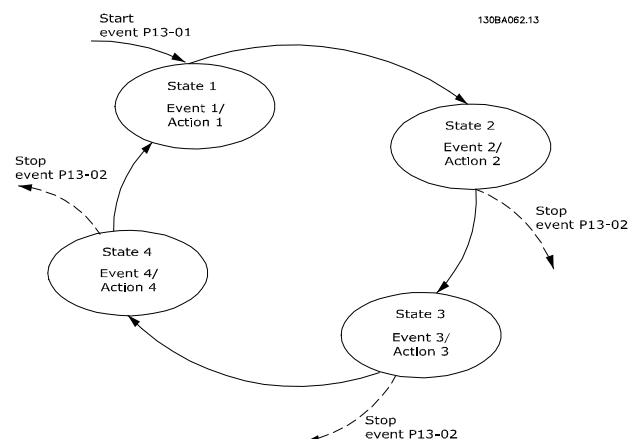 Start
event P13-01
130BA062.13
State 1
Event 1/
Action 1
State 2
Event 2/
Action 2
Stop
event P13-02
Stop
event P13-02
State 4
Event 4/
Action 4
State 3
Event 3/
Action 3
Stop
event P13-02